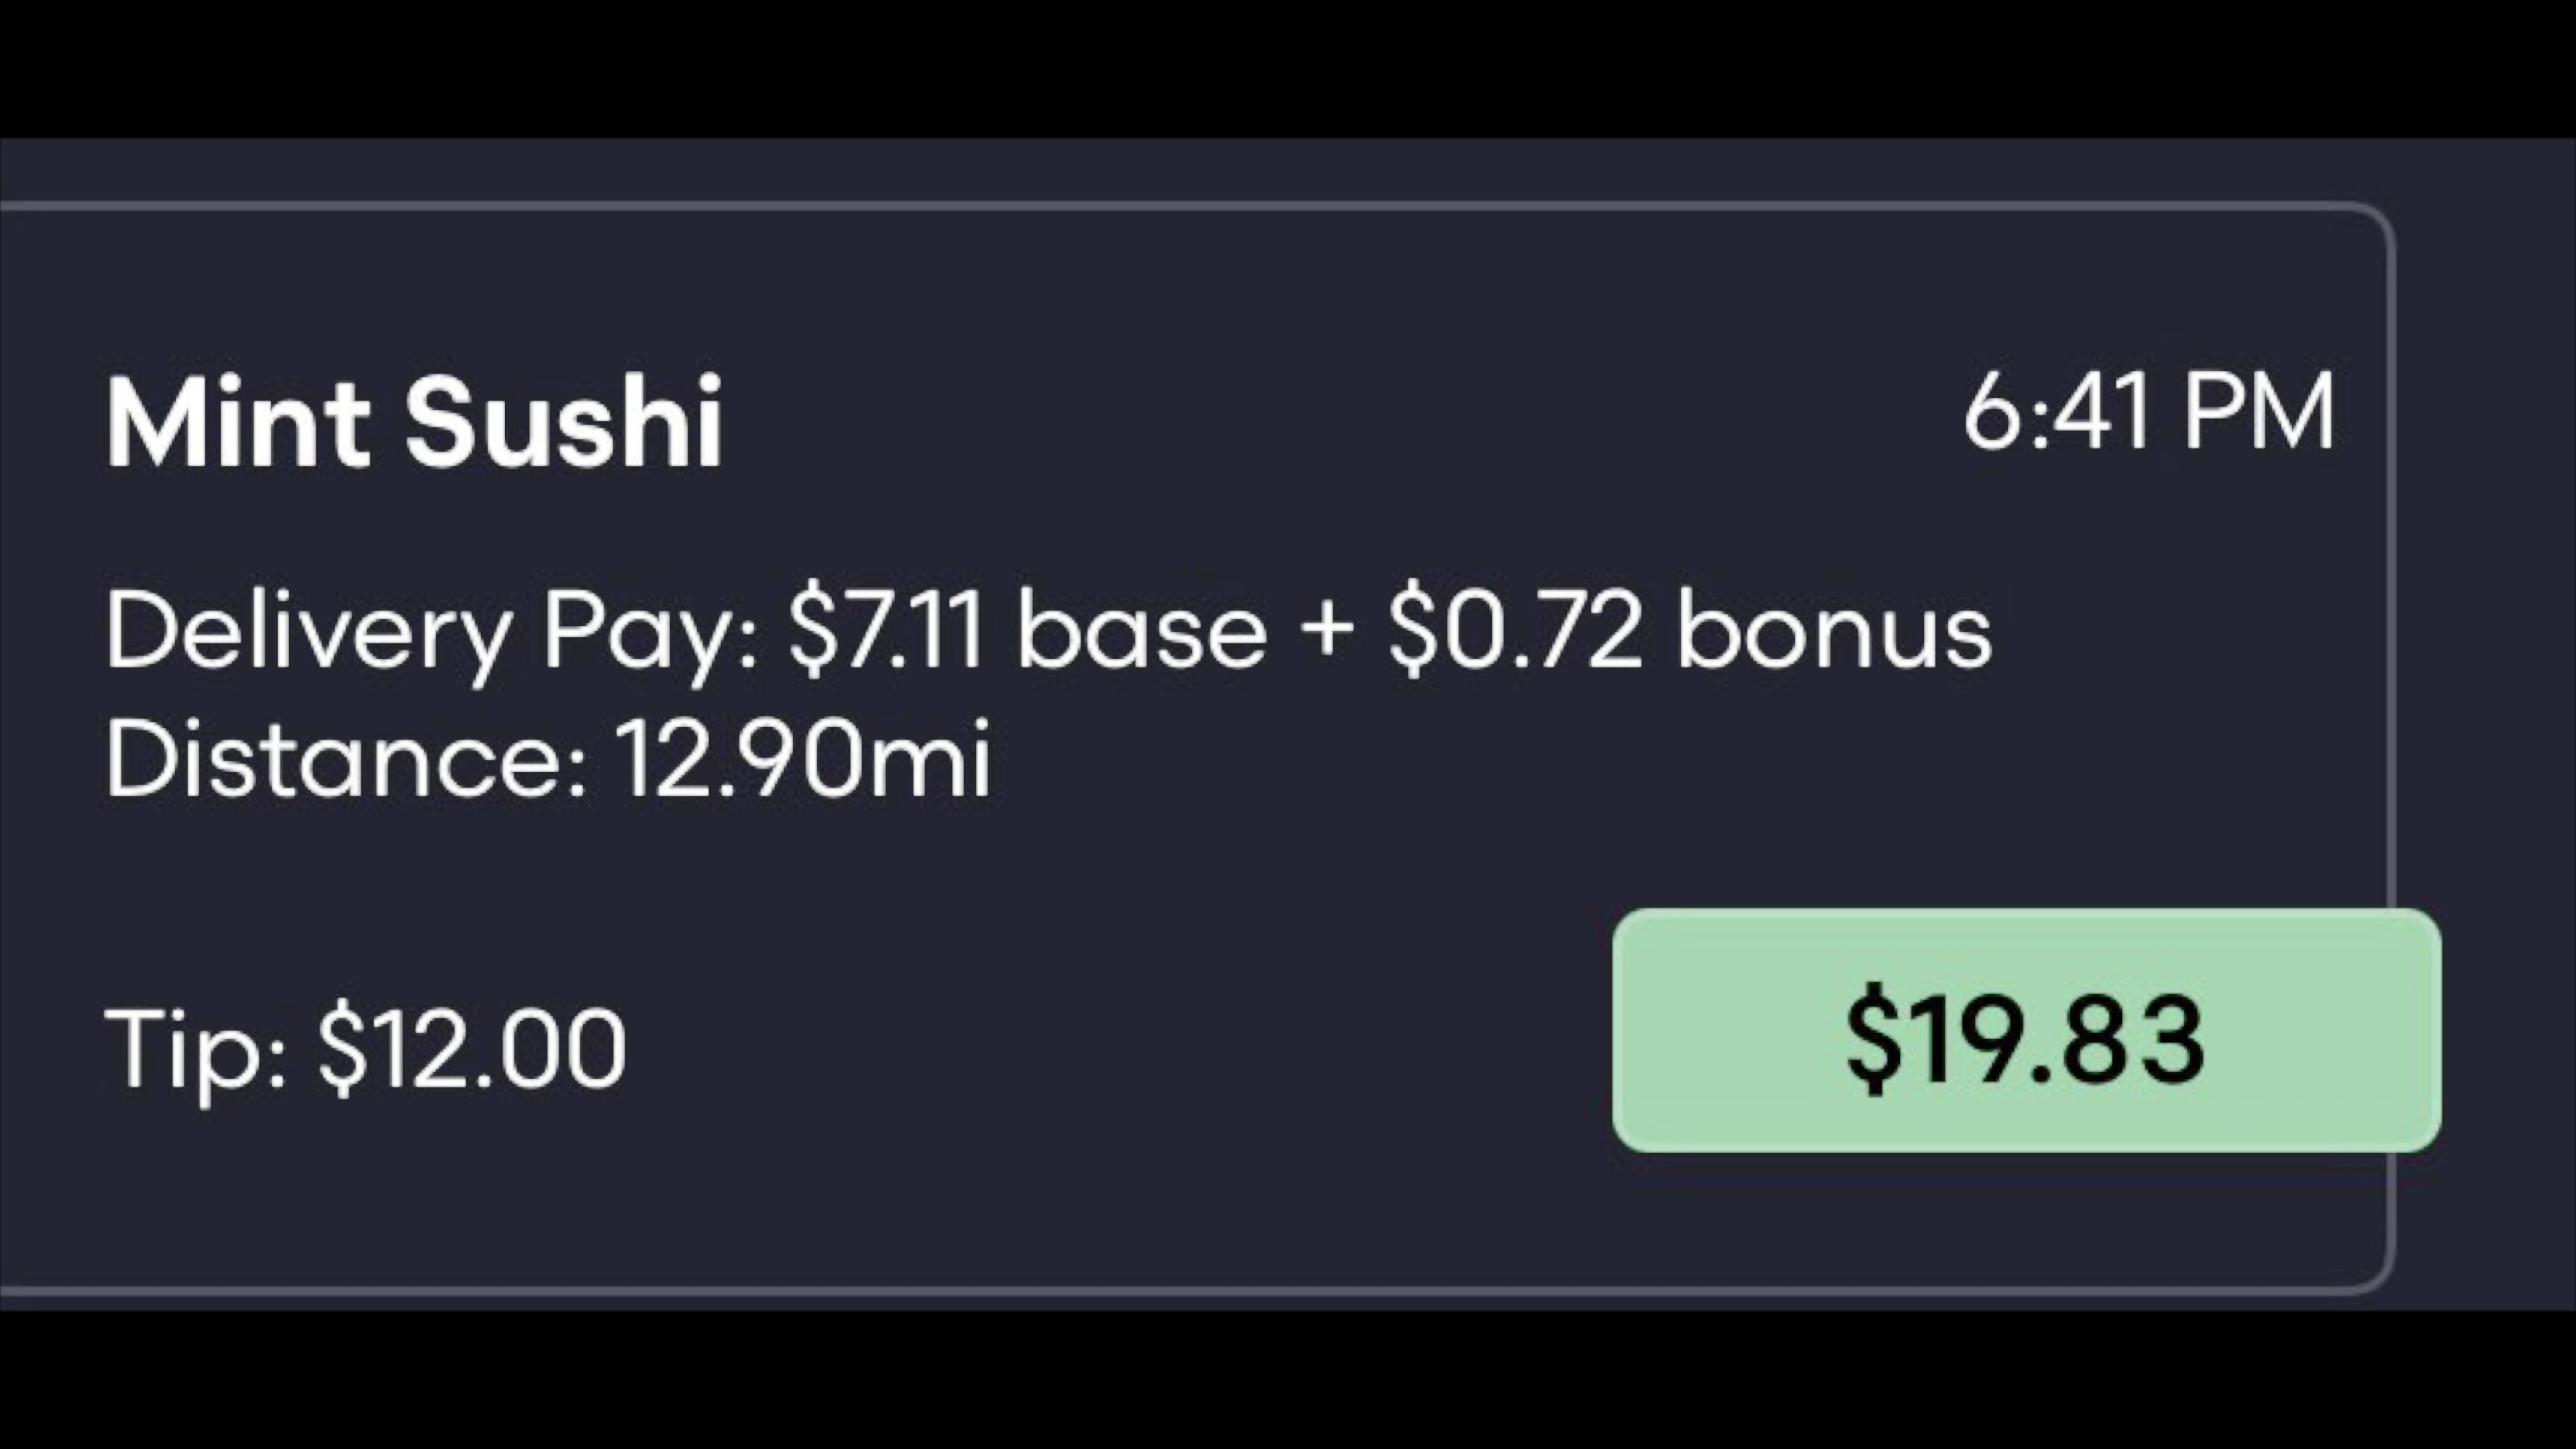 Mint Sushi
6:41 PM
Delivery Pay: $7.11 base + $0.72 bonus
Distance: 12.90mi
Tip: $12.00
$19.83